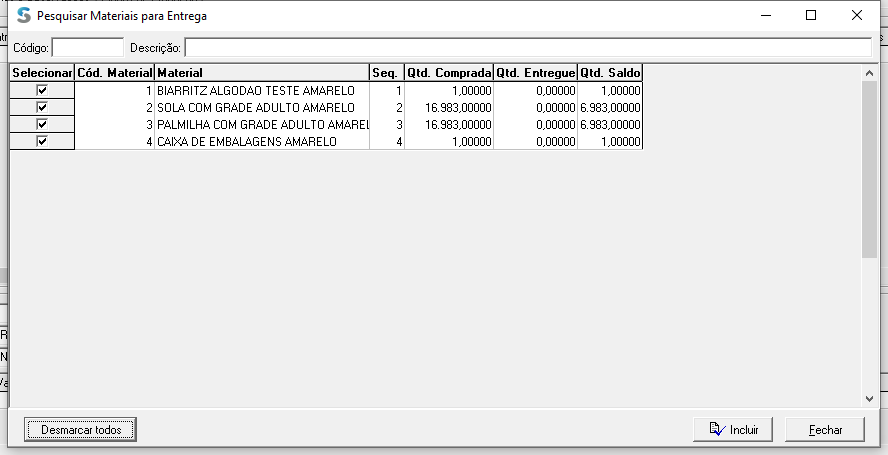 Pesquisar Materiais para Entrega
Código: Descrição:
Selecionar Cód. Material Material Seq. Qtd. Comprada Qtd. Entregue Qtd. Saldo
1 BIARRITZ ALGODAO TESTE AMARELO 1 1,00000 0,00000 1,00000
2 SOLA COM GRADE ADULTO AMARELO 2 16.983,00000 0,00000 6.983,00000
3 PALMILHA COM GRADE ADULTO AMAREL 3 16.983,00000 0,00000 6.983,00000
4 CAIXA DE EMBALAGENS AMARELO 4 1,00000 0,00000 1,00000
Desmarcar todos Incluir Fechar